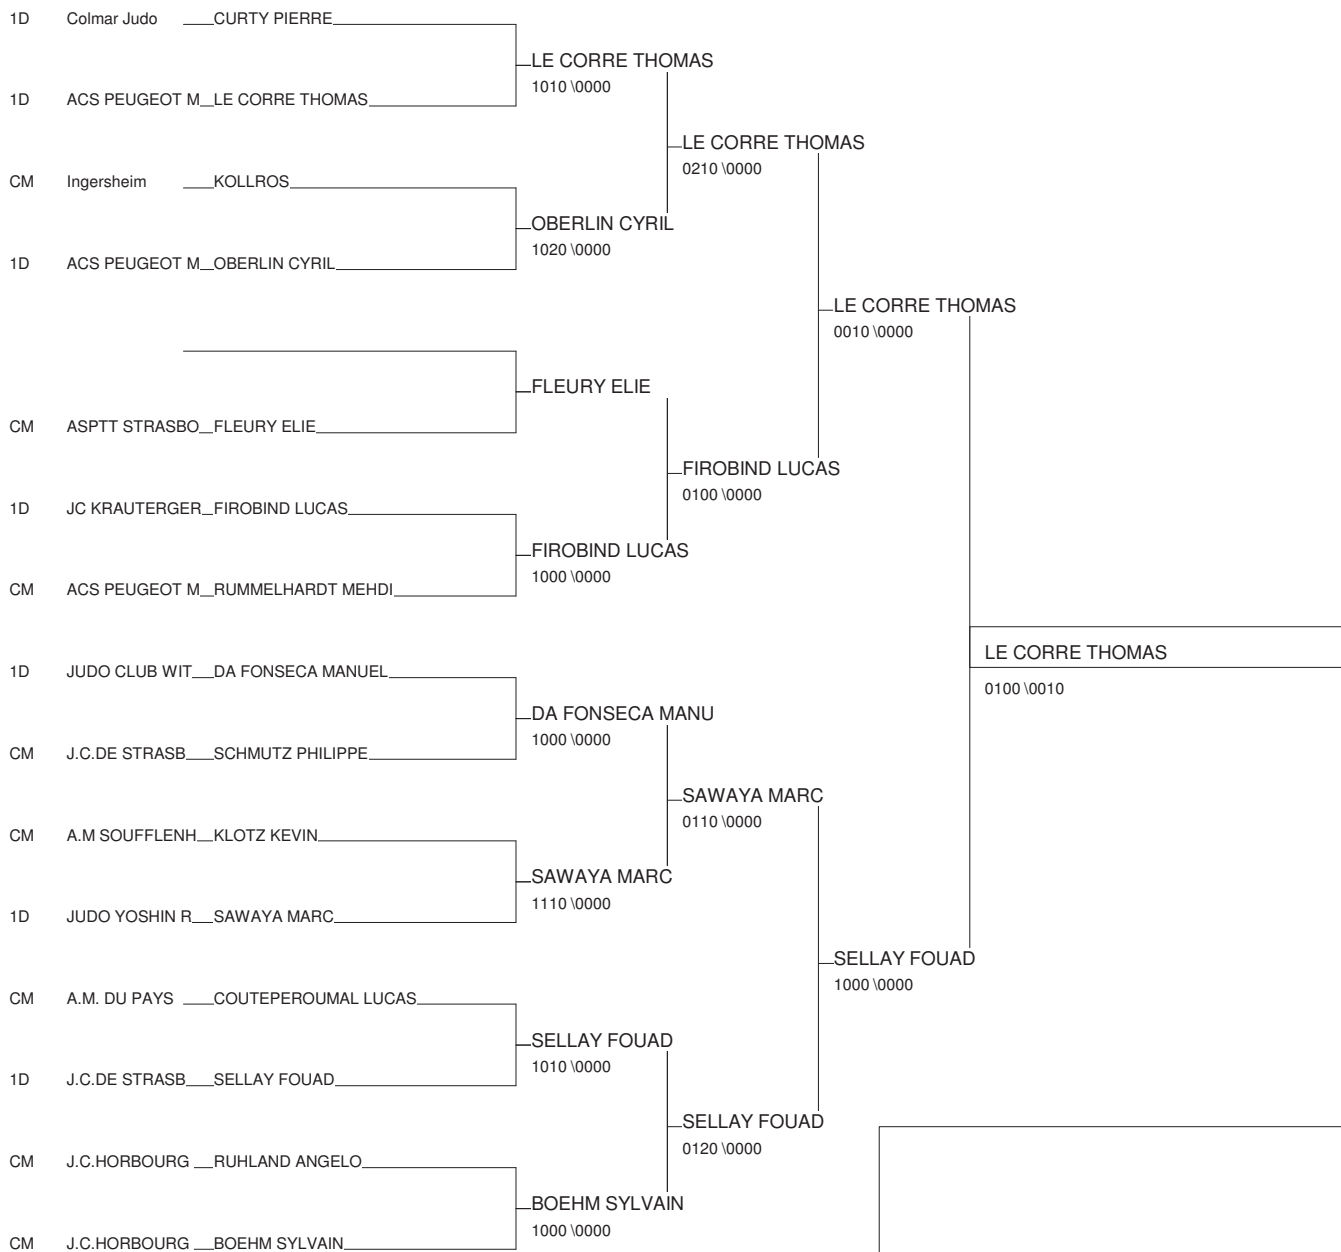 1D Colmar Judo CURTY PIERRE
LE CORRE THOMAS
1010 \0000
1D ACS PEUGEOT M LE CORRE THOMAS
LE CORRE THOMAS
0210 \0000
CM Ingersheim KOLLROS
OBERLIN CYRIL
1020 \0000
1D ACS PEUGEOT M OBERLIN CYRIL
LE CORRE THOMAS
0010 \0000
FLEURY ELIE
CM ASPTT STRASBO FLEURY ELIE
FIROBIND LUCAS
0100 \0000
1D JC KRAUTERGER FIROBIND LUCAS
FIROBIND LUCAS
1000 \0000
CM ACS PEUGEOT M RUMMELHARDT MEHDI
LE CORRE THOMAS
0100 \0010
1D JUDO CLUB WIT DA FONSECA MANUEL
DA FONSECA MANU
1000 \0000
CM J.C.DE STRASB SCHMUTZ PHILIPPE
SAWAYA MARC
0110 \0000
CM A.M SOUFFLENH KLOTZ KEVIN
SAWAYA MARC
1110 \0000
1D JUDO YOSHIN R SAWAYA MARC
SELLAY FOUAD
1000 \0000
CM A.M. DU PAYS COUTEPEROUMAL LUCAS
SELLAY FOUAD
1010 \0000
1D J.C.DE STRASB SELLAY FOUAD
SELLAY FOUAD
0120 \0000
CM J.C.HORBOURG RUHLAND ANGELO
BOEHM SYLVAIN
1000 \0000
CM J.C.HORBOURG BOEHM SYLVAIN